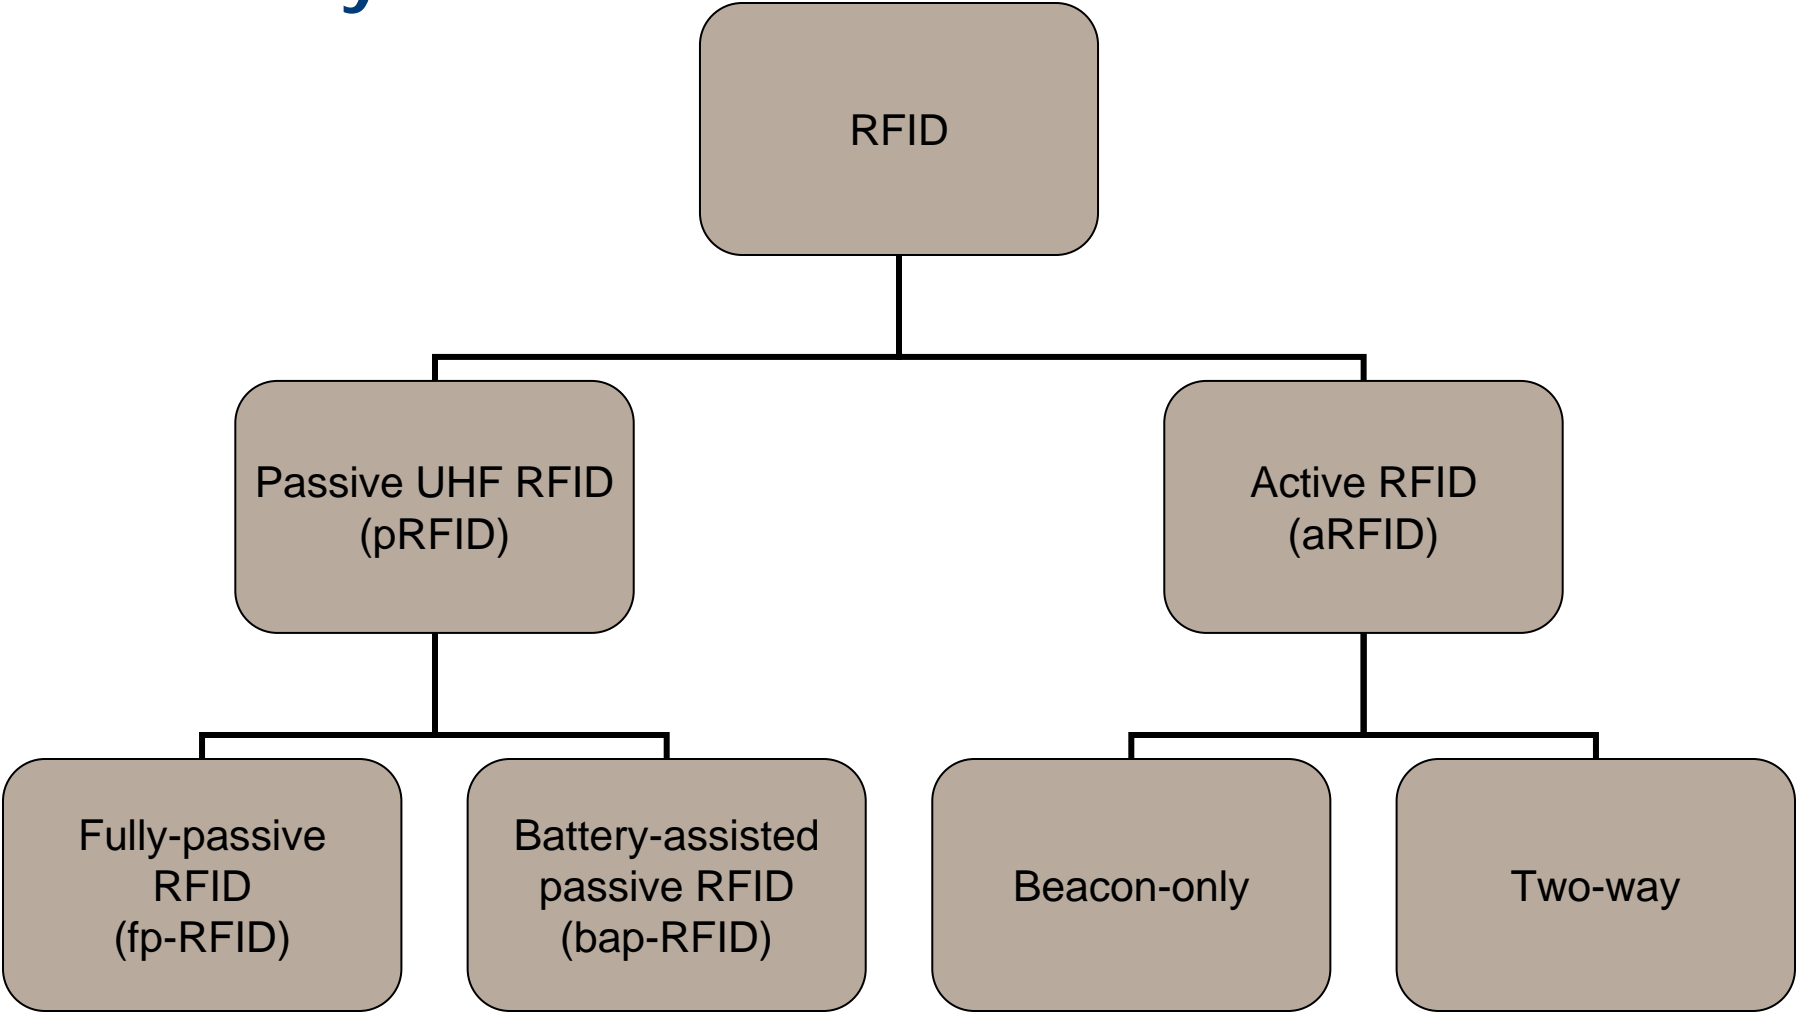 RFID
Passive UHF RFID
(pRFID)
Active RFID
(aRFID)
Fully-passive
RFID
(fp-RFID)
Battery-assisted
passive RFID
(bap-RFID)
Beacon-only
Two-way